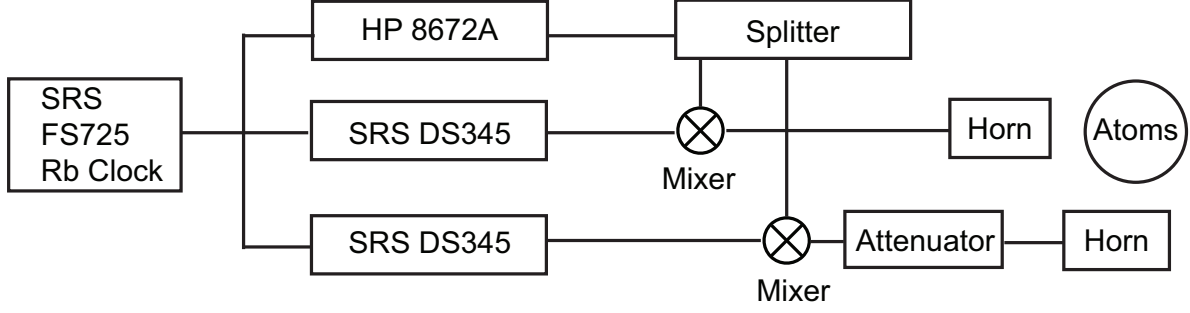 HP 8672A
Splitter
SRS
FS725
Rb Clock
SRS DS345
Mixer
Horn
Atoms
SRS DS345
Mixer
Attenuator
Horn